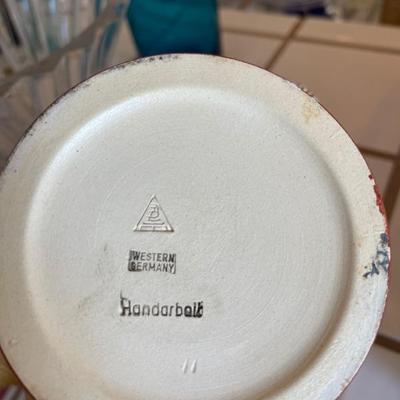 WESTERN
GERMANY
Handarbeit
11